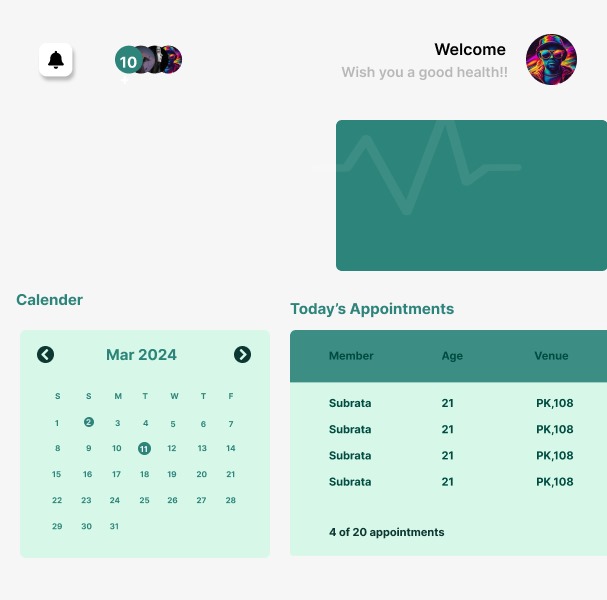 10
Welcome
Wish you a good health!!
Calender
Mar 2024
S S M T W T F
1 2 3 4 5 6 7
8 9 10 11 12 13 14
15 16 17 18 19 20 21
22 23 24 25 26 27 28
29 30 31
Today's Appointments
Member Age Venue
Subrata 21 PK,108
Subrata 21 PK,108
Subrata 21 PK,108
Subrata 21 PK,108
4 of 20 appointments